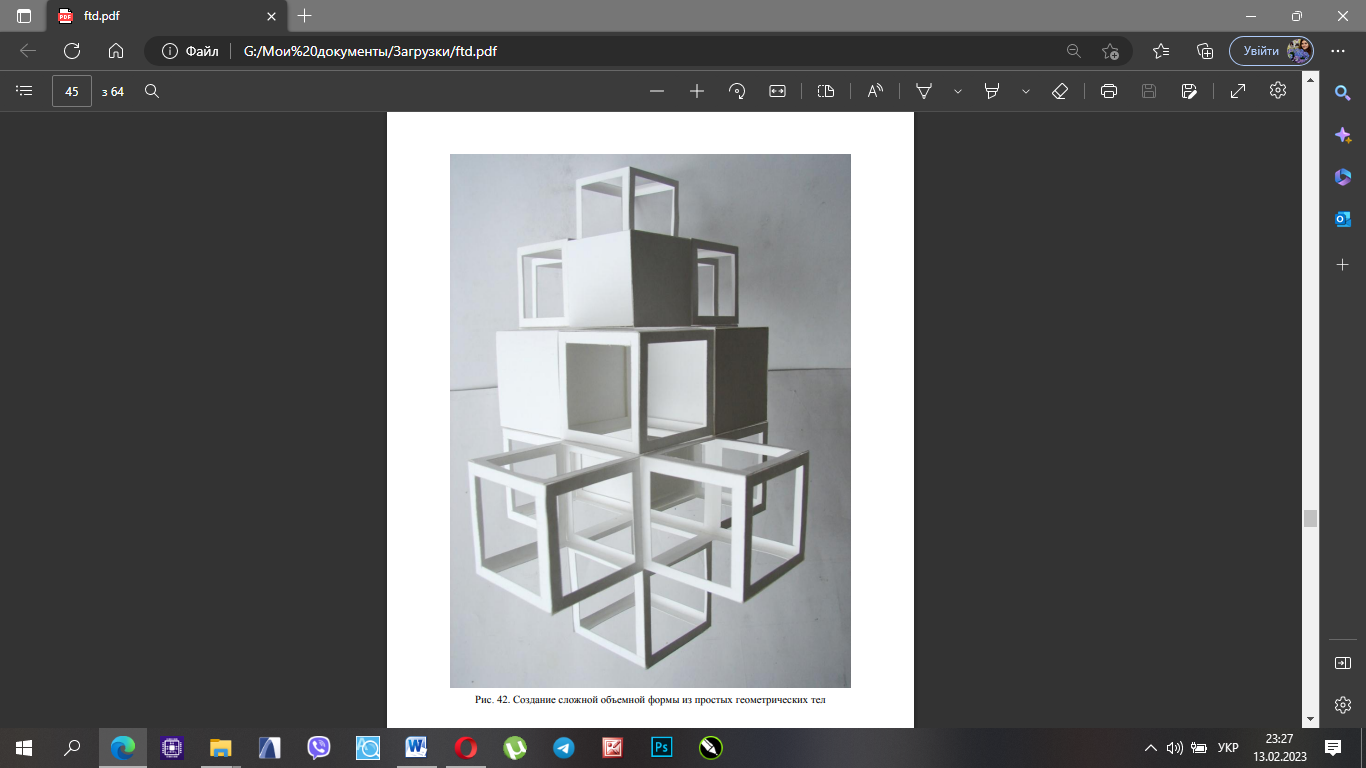 ftd.pdf
Файл
G:/Мои%20документы/Загрузки/ftd.pdf
Увійти
45
з 64
Рис. 42. Создание сложной объемной формы из простых геометрических тел
УКР
23:27
13.02.2023